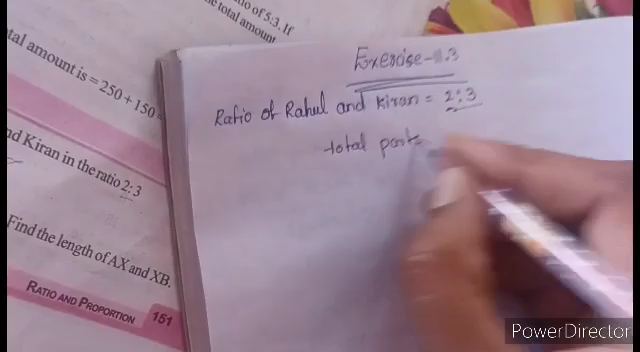 io of 5:3. If
e total amount
tal amount is = 250 + 150 =
nd Kiran in the ratio 2:3
Find the length of AX and XB.
RATIO AND PROPORTION 151
Exercise-11.3
Ratio of Rahul and Kiran = 2:3
total parts
PowerDirector